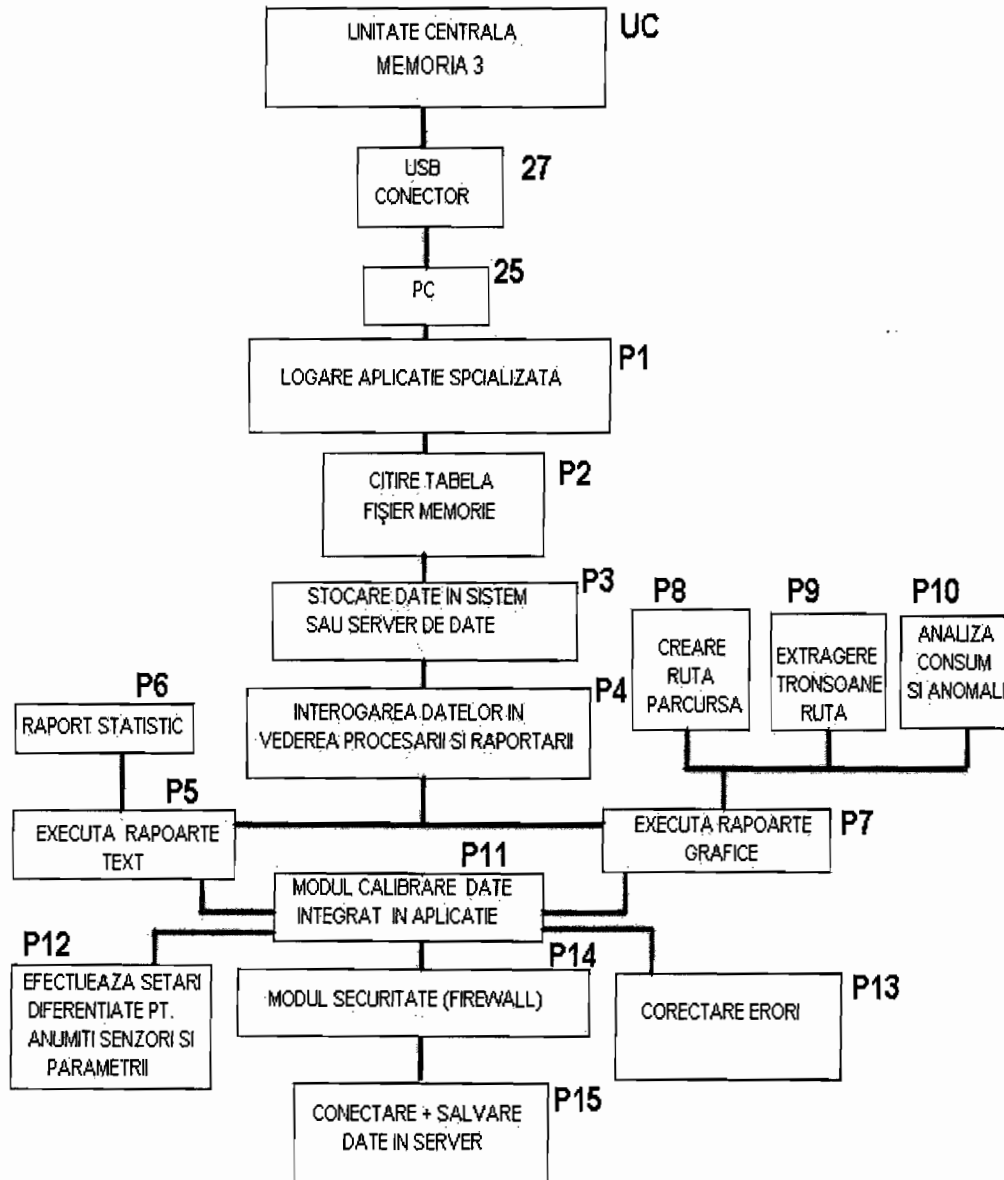 UNITATE CENTRALA
MEMORIA 3
UC
USB
CONECTOR
27
PC
25
LOGARE APLICATIE SPCIALIZATĂ
P1
CITIRE TABELA
FIŞIER MEMORIE
P2
STOCARE DATE IN SISTEM
SAU SERVER DE DATE
P3
INTEROGAREA DATELOR IN
VEDEREA PROCESARII SI RAPORTARII
P4
P8
CREARE
RUTA
PARCURSA
P9
EXTRAGERE
TRONSOANE
RUTA
P10
ANALIZA
CONSUM
SI ANOMALI
P6
RAPORT STATISTIC
P5
EXECUTA RAPOARTE
TEXT
EXECUTA RAPOARTE
GRAFICE
P7
P11
MODUL CALIBRARE DATE
INTEGRAT IN APLICATIE
P12
EFECTUEAZA SETARI
DIFERENTIATE PT.
ANUMITI SENZORI SI
PARAMETRII
P14
MODUL SECURITATE (FIREWALL)
CORECTARE ERORI
P13
CONECTARE + SALVARE
DATE IN SERVER
P15